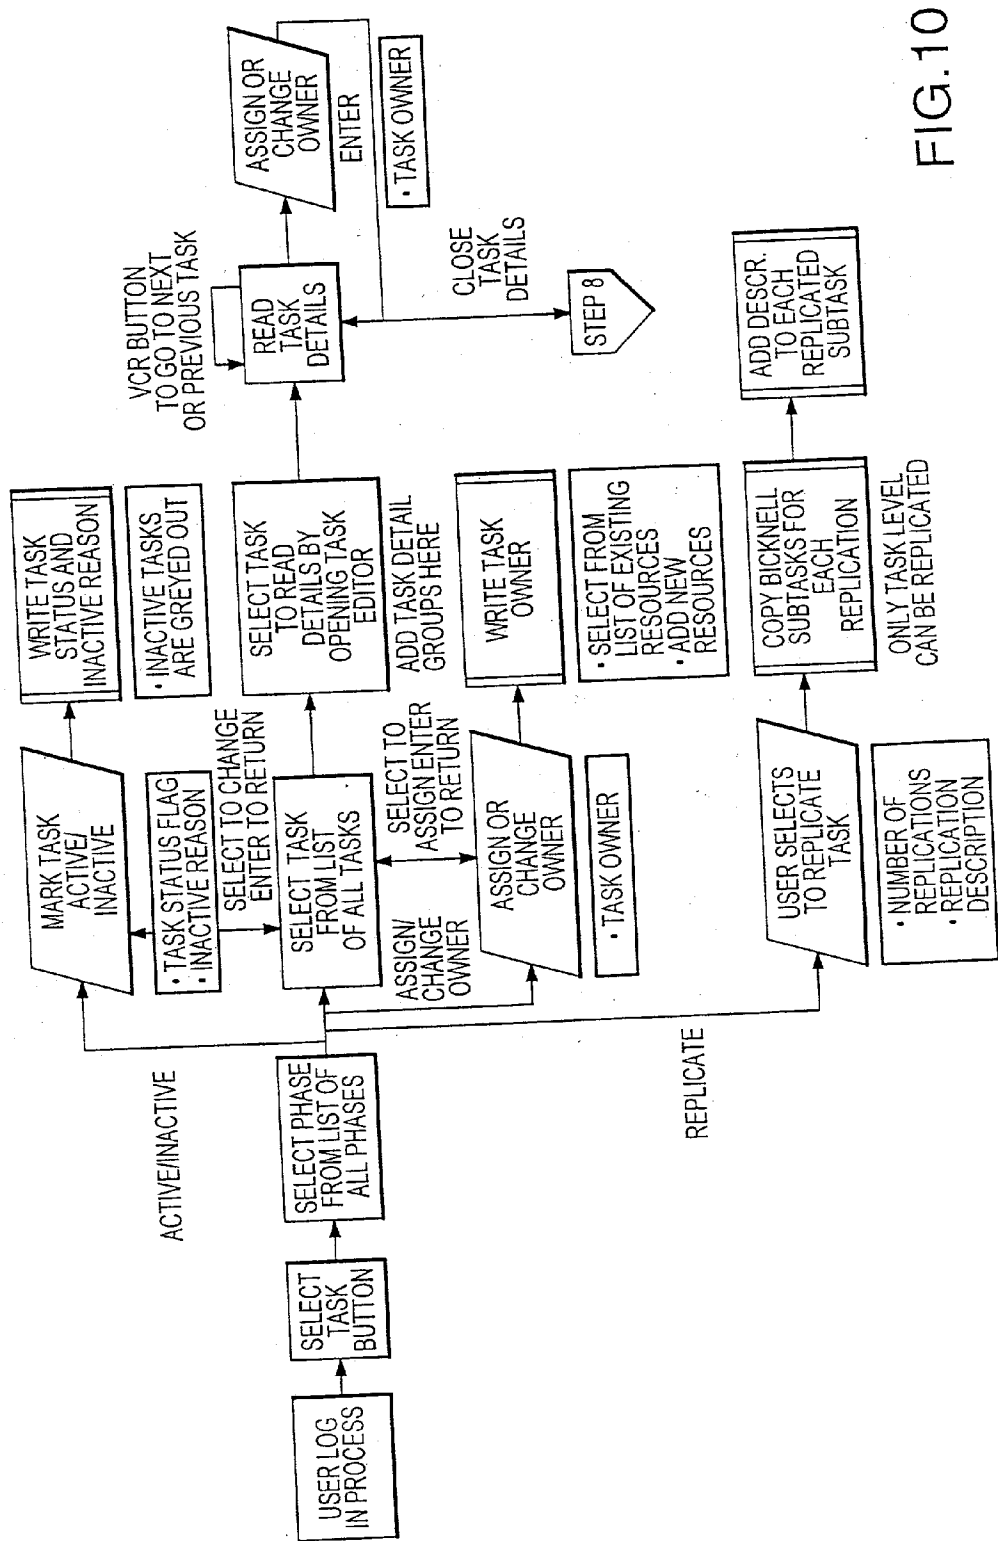 USER LOG
IN PROCESS
SELECT
TASK
BUTTON
SELECT PHASE
FROM LIST OF
ALL PHASES
ACTIVE/INACTIVE
MARK TASK
ACTIVE/
INACTIVE
• TASK STATUS FLAG
• INACTIVE REASON
SELECT TO CHANGE
ENTER TO RETURN
WRITE TASK
STATUS AND
INACTIVE REASON
• INACTIVE TASKS
ARE GREYED OUT
SELECT TASK
FROM LIST
OF ALL TASKS
SELECT TASK
TO READ
DETAILS BY
OPENING TASK
EDITOR
ADD TASK DETAIL
GROUPS HERE
VCR BUTTON
TO GO TO NEXT
OR PREVIOUS TASK
READ
TASK
DETAILS
ASSIGN OR
CHANGE
OWNER
ENTER
• TASK OWNER
CLOSE
TASK
DETAILS
STEP 8
ASSIGN/
CHANGE
OWNER
SELECT TO
ASSIGN ENTER
TO RETURN
ASSIGN OR
CHANGE
OWNER
• TASK OWNER
WRITE TASK
OWNER
• SELECT FROM
LIST OF EXISTING
RESOURCES
• ADD NEW
RESOURCES
REPLICATE
USER SELECTS
TO REPLICATE
TASK
• NUMBER OF
REPLICATIONS
• REPLICATION
DESCRIPTION
COPY BICKNELL
SUBTASKS FOR
EACH
REPLICATION
ONLY TASK LEVEL
CAN BE REPLICATED
ADD DESCR.
TO EACH
REPLICATED
SUBTASK
FIG.10